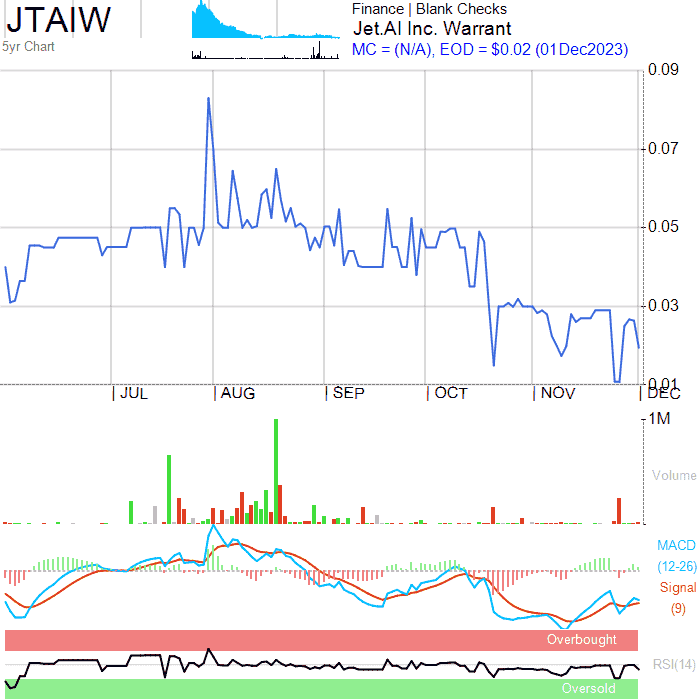 JTAIW
5yr Chart
Finance | Blank Checks
Jet.AI Inc. Warrant
MC = (N/A), EOD = $0.02 (01Dec2023)
0.09
0.07
0.05
0.03
0.01
JUL AUG SEP OCT NOV DEC
1M
Volume
MACD
(12-26)
Signal
(9)
Overbought
RSI(14)
Oversold